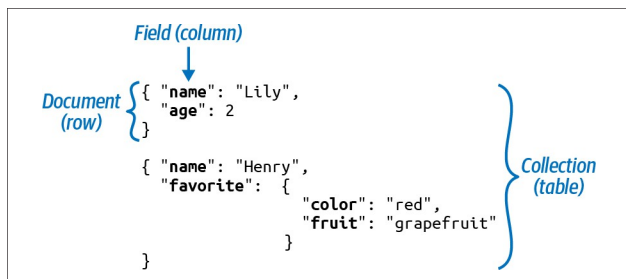 Field (column)
Document
(row)
{ "name": "Lily",
"age": 2
}
{ "name": "Henry",
"favorite": {
"color": "red",
"fruit": "grapefruit"
}
}
Collection
(table)